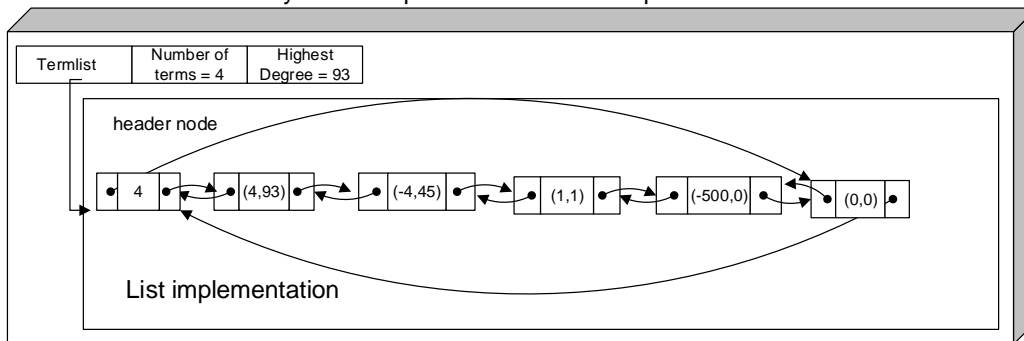 Termlist
Number of
terms = 4
Highest
Degree = 93
header node
4
(4,93)
(-4,45)
(1,1)
(-500,0)
(0,0)
List implementation